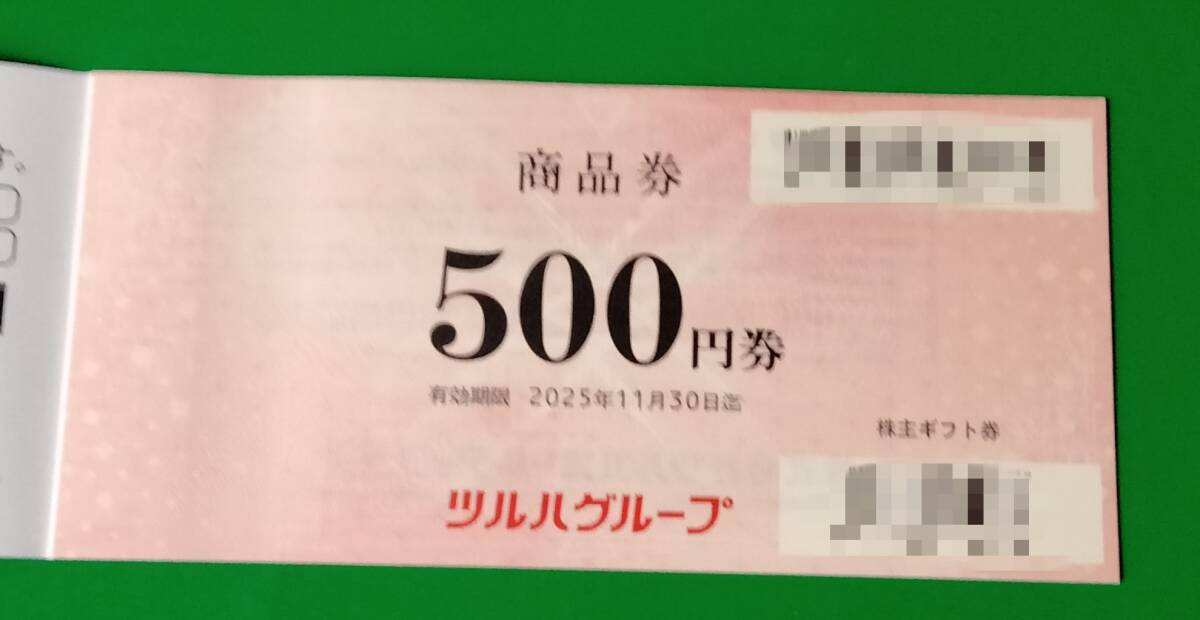 商品券
500円券
有効期限 2025年11月30日迄
株主ギフト券
ツルハグループ